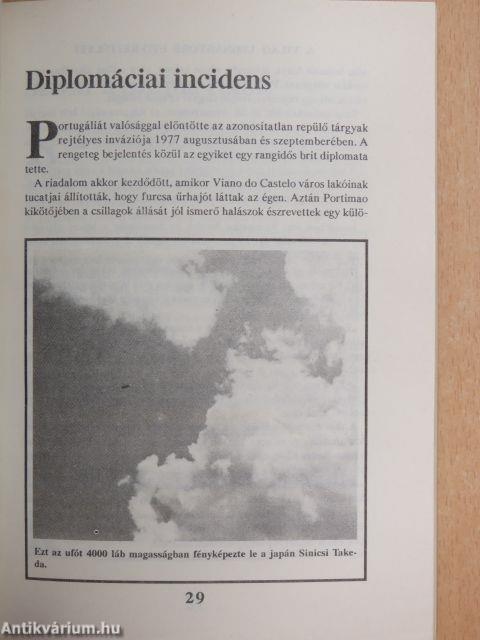 Diplomáciai incidens
Portugáliát valósággal elöntötte az azonosítatlan repülő tárgyak
rejtélyes inváziója 1977 augusztusában és szeptemberében. A
rengeteg bejelentés közül az egyiket egy rangidős brit diplomata
tette.
A riadalom akkor kezdődött, amikor Viano do Castelo város lakóinak
tucatjai állították, hogy furcsa űrhajót láttak az égen. Aztán Portimao
kikötőjében a csillagok állását jól ismerő halászok észrevettek egy külö-
Ezt az ufót 4000 láb magasságban fényképezte le a japán Sinicsi Take-
da.
29
Antikvárium.hu